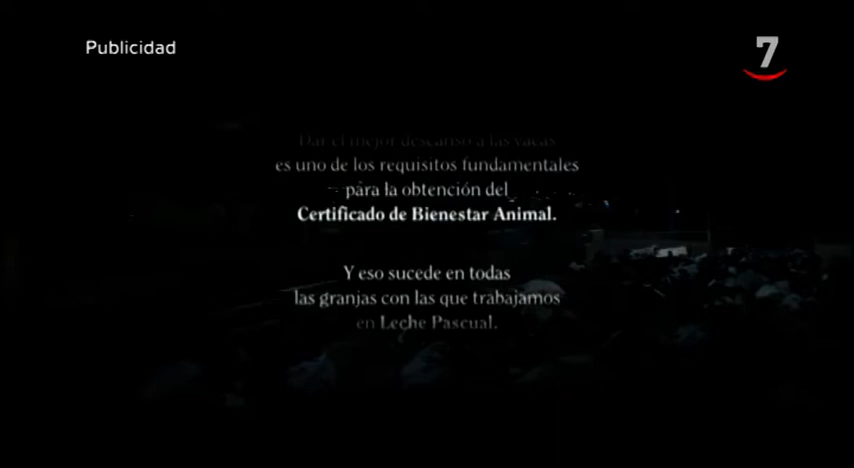 Publicidad
7
Dar el mejor descanso a las vacas
es uno de los requisitos fundamentales
para la obtención del
Certificado de Bienestar Animal.
Y eso sucede en todas
las granjas con las que trabajamos
en Leche Pascual.